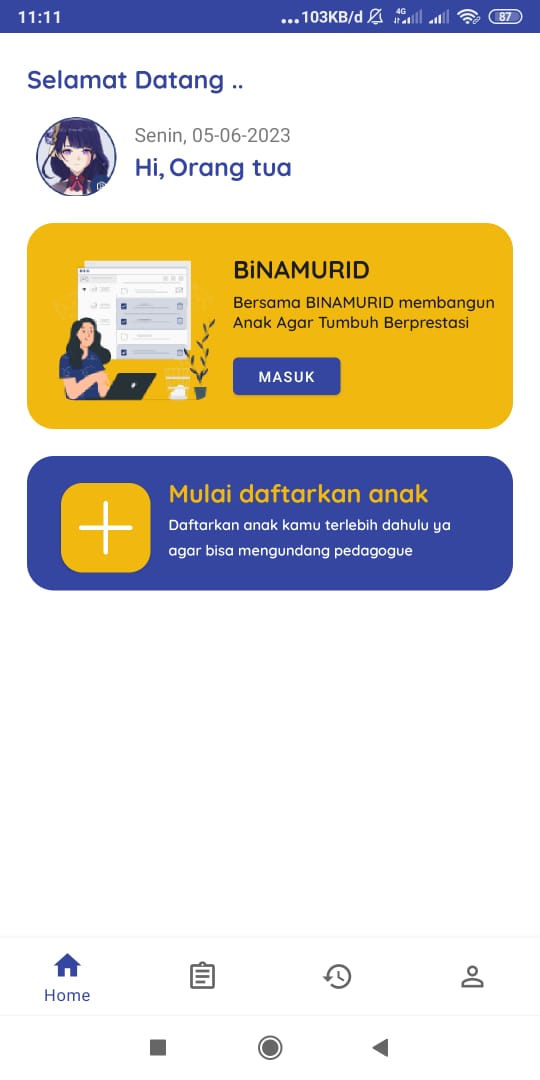 11:11
...103KB/d
4G
87
Selamat Datang ..
Senin, 05-06-2023
Hi, Orang tua
BiNAMURID
Bersama BINAMURID membangun
Anak Agar Tumbuh Berprestasi
MASUK
Mulai daftarkan anak
Daftarkan anak kamu terlebih dahulu ya
agar bisa mengundang pedagogue
Home